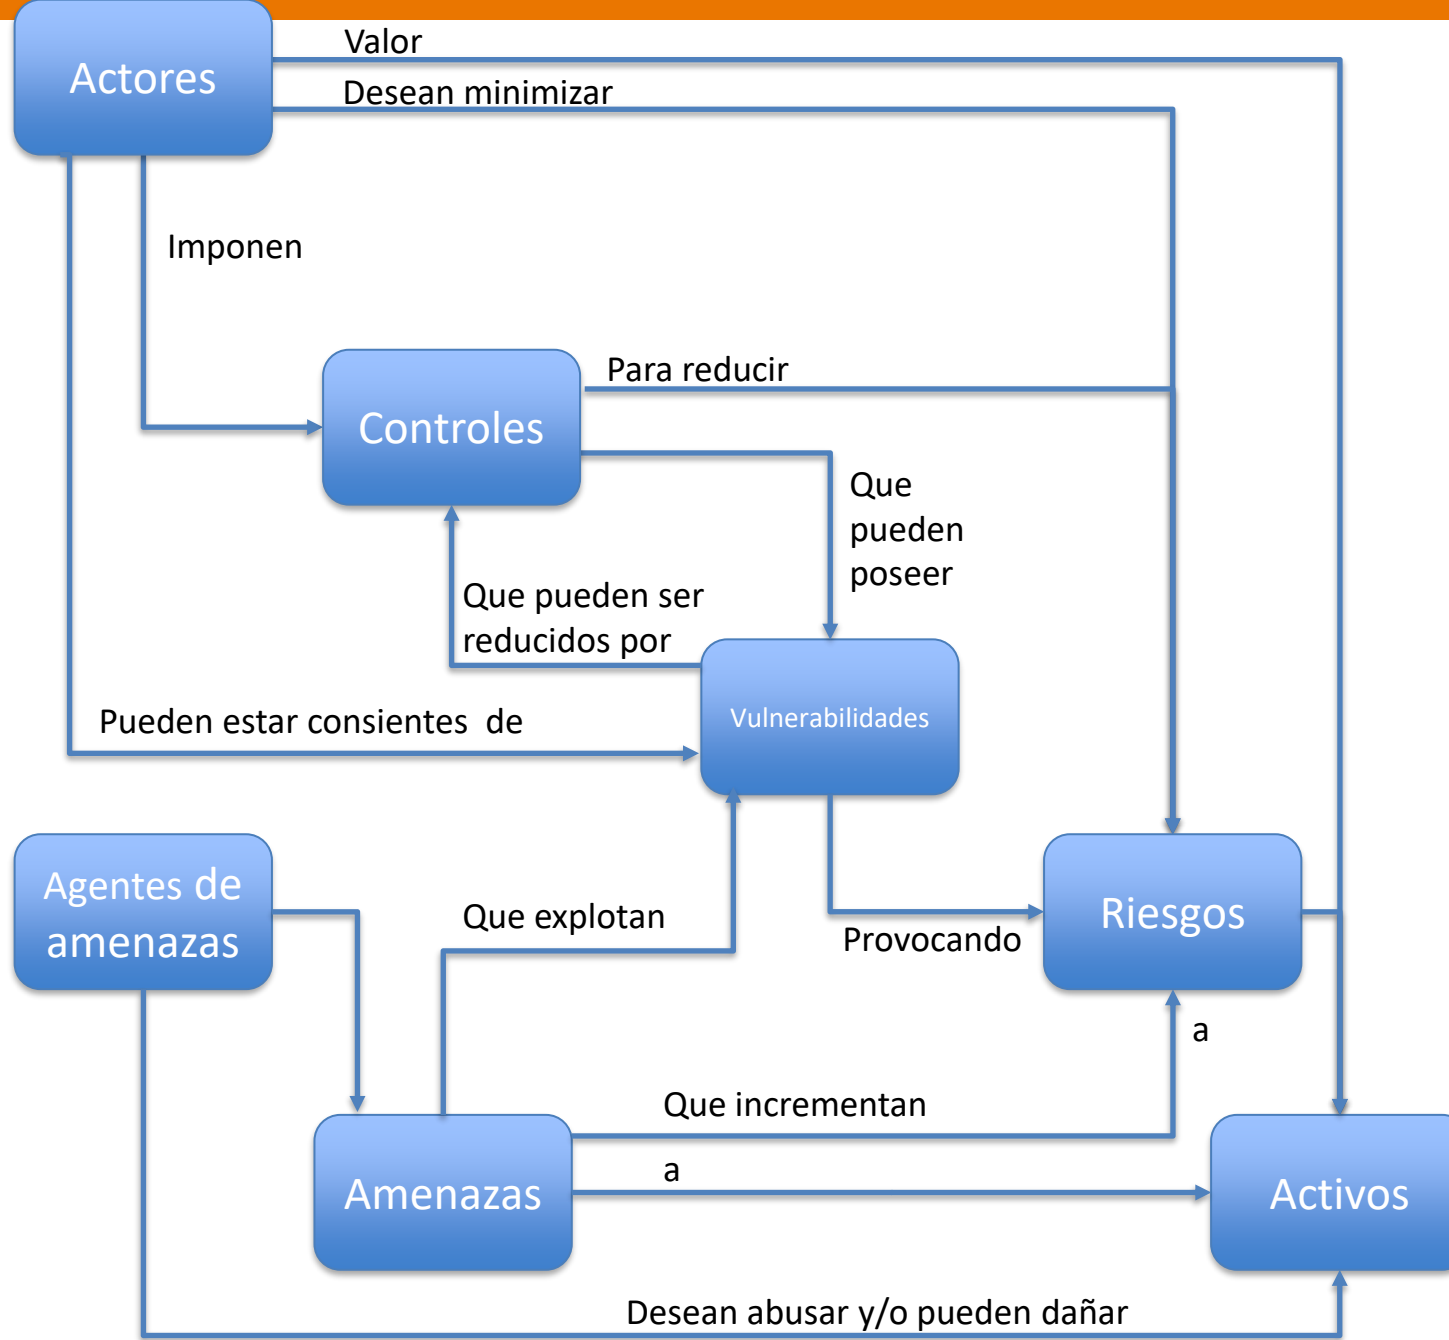 Actores
Valor
Desean minimizar
Imponen
Para reducir
Controles
Que
pueden
poseer
Que pueden ser
reducidos por
Pueden estar consientes  de
Vulnerabilidades
Agentes de
amenazas
Que explotan
Provocando
Riesgos
a
Que incrementan
a
Amenazas
Activos
Desean abusar y/o pueden dañar